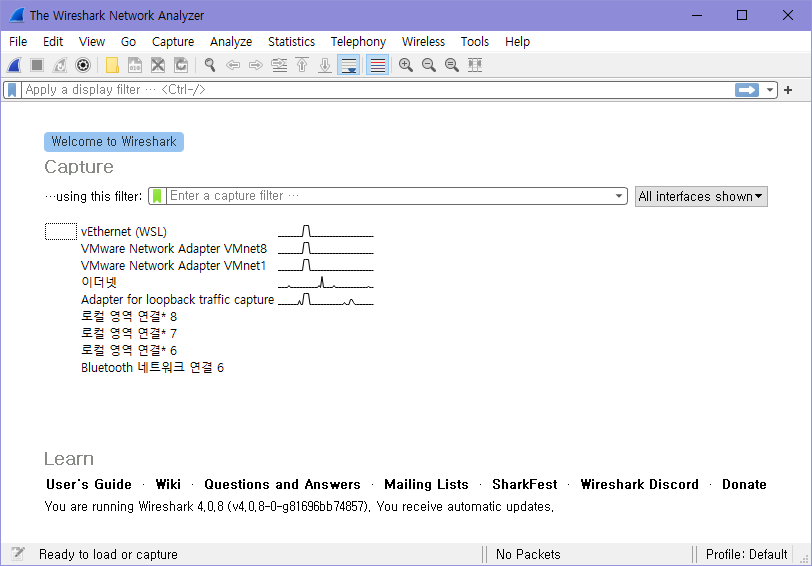 The Wireshark Network Analyzer
File Edit View Go Capture Analyze Statistics Telephony Wireless Tools Help
Apply a display filter … <Ctrl-/>
Welcome to Wireshark
Capture
…using this filter: Enter a capture filter … All interfaces shown
vEthernet (WSL)
VMware Network Adapter VMnet8
VMware Network Adapter VMnet1
이더넷
Adapter for loopback traffic capture
로컬 영역 연결* 8
로컬 영역 연결* 7
로컬 영역 연결* 6
Bluetooth 네트워크 연결 6
Learn
User's Guide · Wiki · Questions and Answers · Mailing Lists · SharkFest · Wireshark Discord · Donate
You are running Wireshark 4.0.8 (v4.0.8-0-g81696bb74857). You receive automatic updates.
Ready to load or capture No Packets Profile: Default